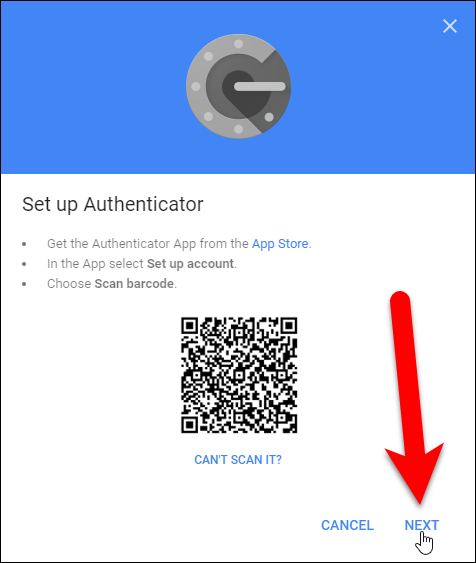 Set up Authenticator
Get the Authenticator App from the App Store.
In the App select Set up account.
Choose Scan barcode.
CAN'T SCAN IT?
CANCEL NEXT